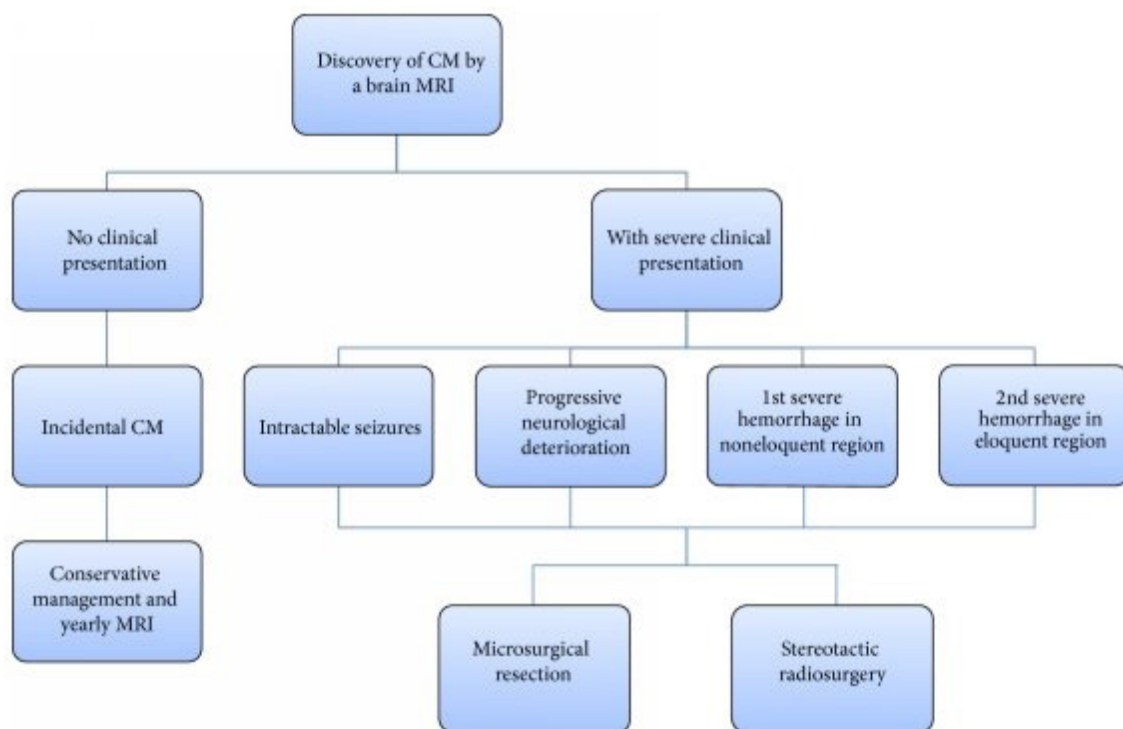 Discovery of CM by
a brain MRI
No clinical
presentation
With severe clinical
presentation
Incidental CM
Intractable seizures
Progressive
neurological
deterioration
1st severe
hemorrhage in
noneloquent region
2nd severe
hemorrhage in
eloquent region
Conservative
management and
yearly MRI
Microsurgical
resection
Stereotactic
radiosurgery